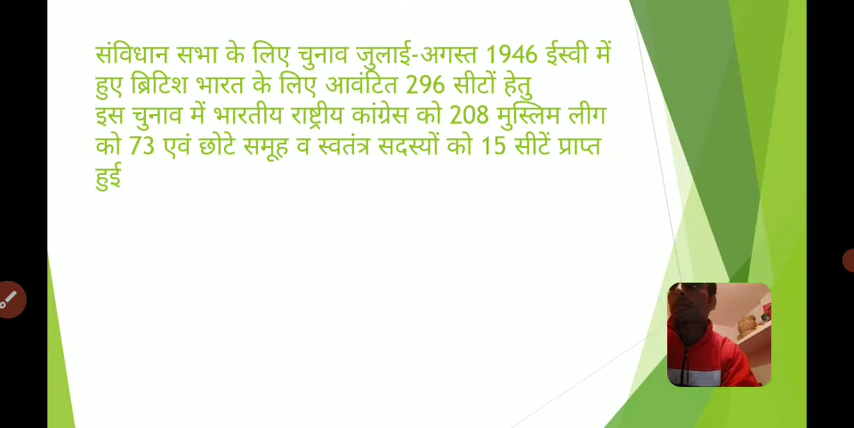 संविधान सभा के लिए चुनाव जुलाई-अगस्त 1946 ईस्वी में
हुए ब्रिटिश भारत के लिए आवंटित 296 सीटों हेतु
इस चुनाव में भारतीय राष्ट्रीय कांग्रेस को 208 मुस्लिम लीग
को 73 एवं छोटे समूह व स्वतंत्र सदस्यों को 15 सीटें प्राप्त
हुई